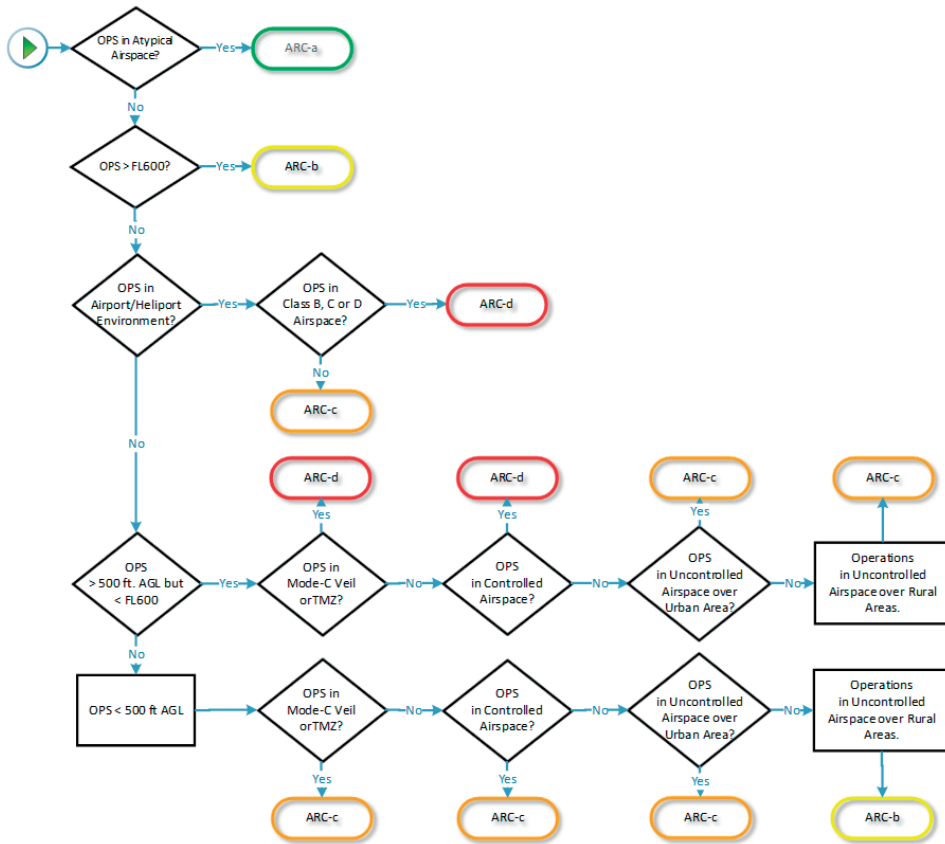 OPS in Atypical
Airspace?
Yes
ARC-a
No
OPS > FL600?
Yes
ARC-b
No
OPS in
Airport/Heliport
Environment?
Yes
OPS in
Class B, C or D
Airspace?
Yes
ARC-d
No
ARC-c
No
ARC-d
ARC-d
ARC-c
ARC-c
Yes
Yes
Yes
OPS
> 500 ft. AGL but
< FL600
Yes
OPS in
Mode-C Veil
orTMZ?
No
OPS
in Controlled
Airspace?
No
OPS
in Uncontrolled
Airspace over
Urban Area?
No
Operations
in Uncontrolled
Airspace over Rural
Areas.
No
OPS < 500 ft AGL
OPS in
Mode-C Veil
orTMZ?
No
OPS
in Controlled
Airspace?
No
OPS
in Uncontrolled
Airspace over
Urban Area?
No
Operations
in Uncontrolled
Airspace over Rural
Areas.
Yes
Yes
Yes
ARC-c
ARC-c
ARC-c
ARC-b